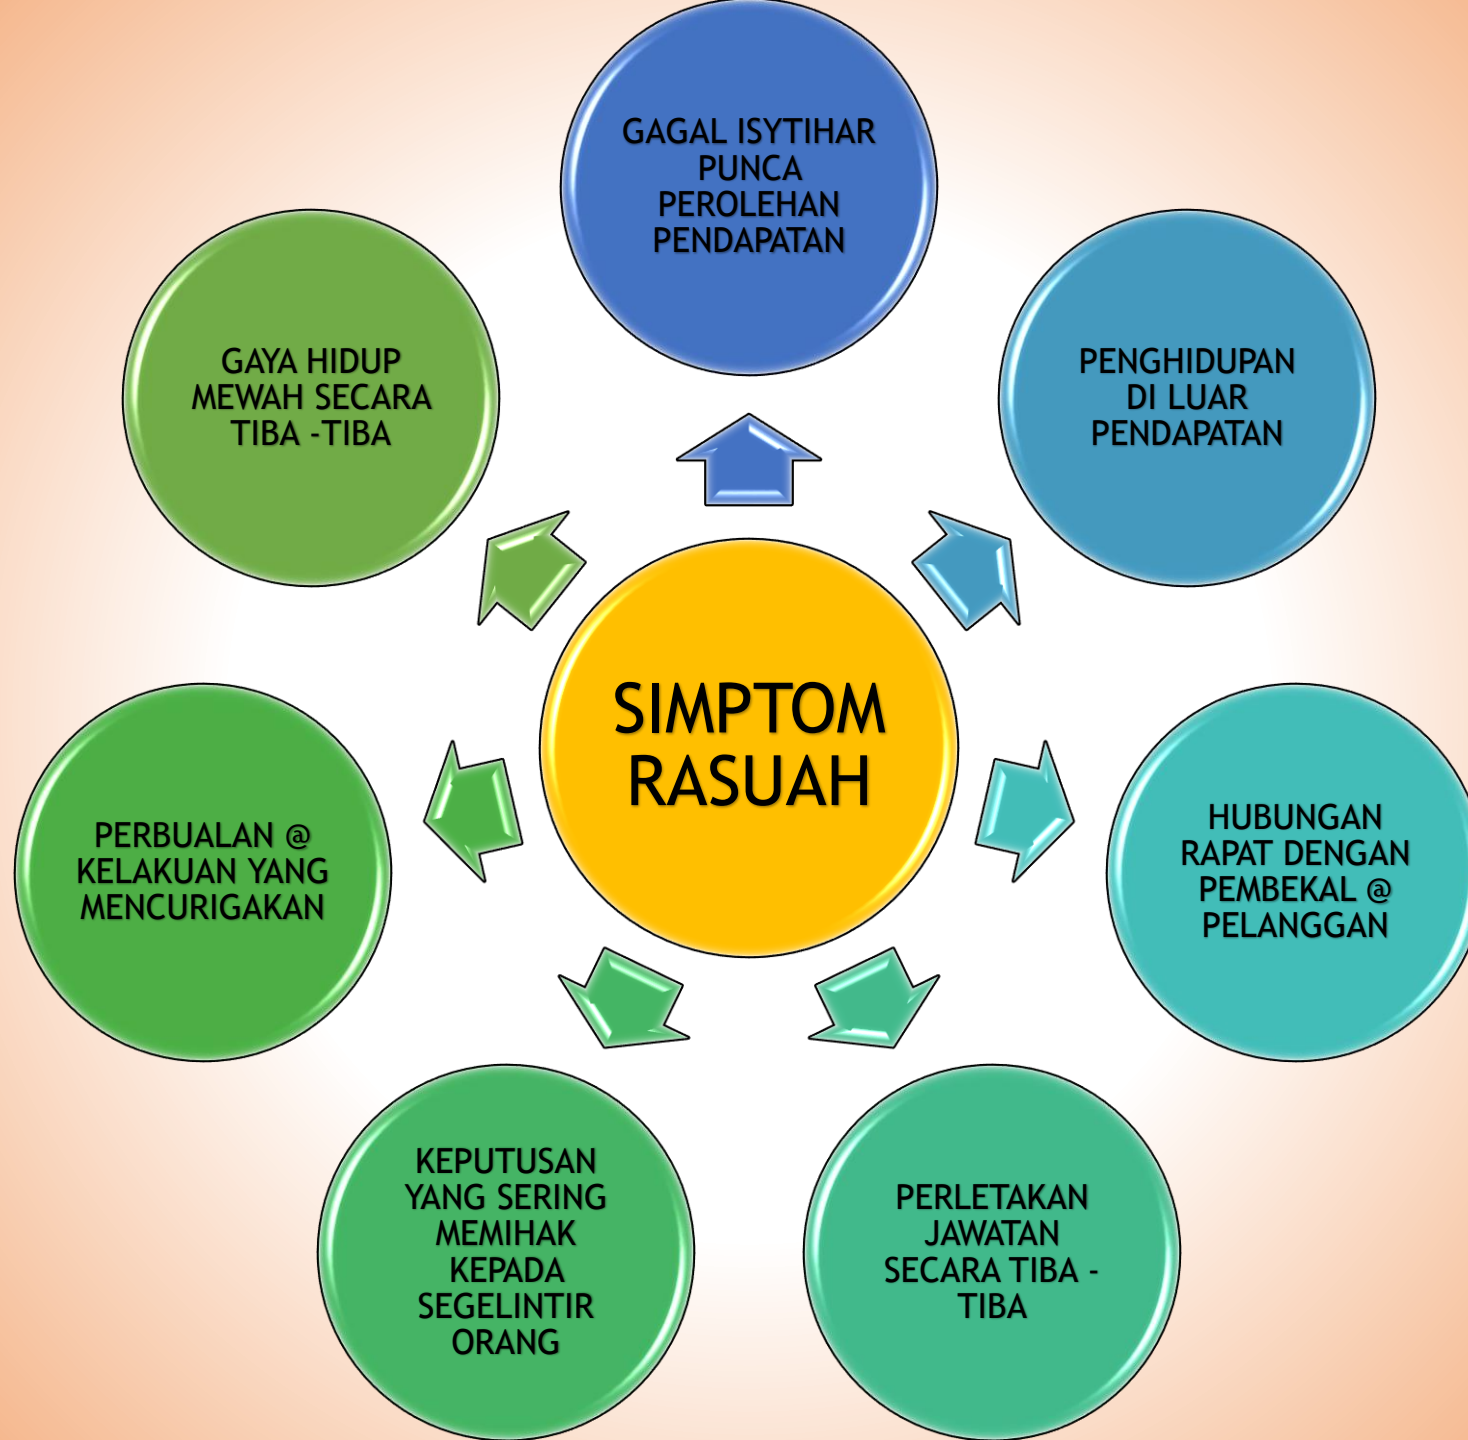 GAGAL ISYTIHAR
PUNCA
PEROLEHAN
PENDAPATAN
PENGHIDUPAN
DI LUAR
PENDAPATAN
HUBUNGAN
RAPAT DENGAN
PEMBEKAL @
PELANGGAN
PERLETAKAN
JAWATAN
SECARA TIBA -
TIBA
KEPUTUSAN
YANG SERING
MEMIHAK
KEPADA
SEGELINTIR
ORANG
PERBUALAN @
KELAKUAN YANG
MENCURIGAKAN
GAYA HIDUP
MEWAH SECARA
TIBA -TIBA
SIMPTOM
RASUAH